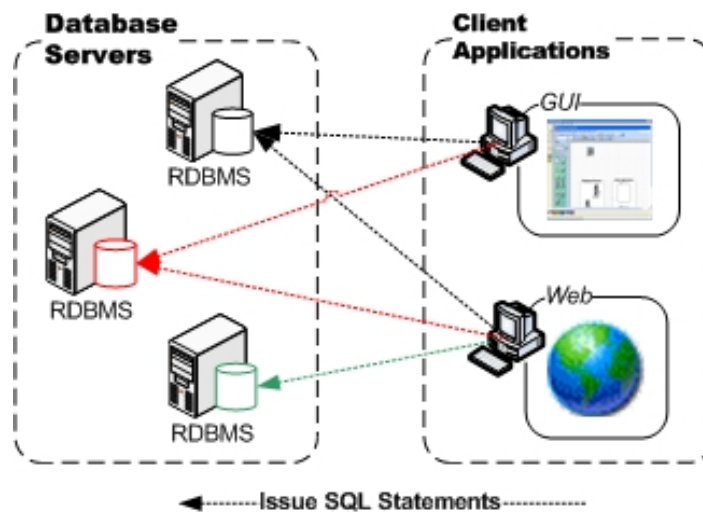 Database
Servers
Client
Applications
GUI
RDBMS
RDBMS
Web
RDBMS
Issue SQL Statements